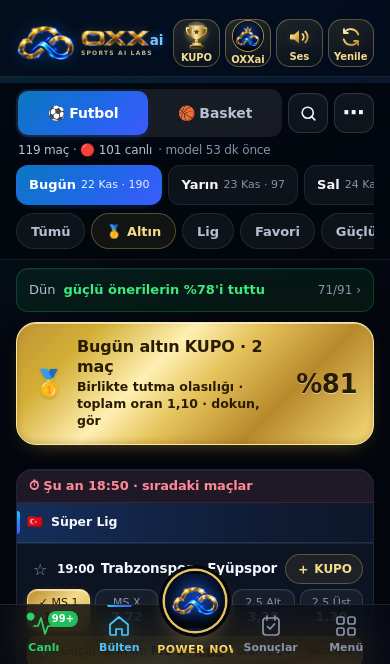 OXX ai
SPORTS AI LABS
KUPO
OXXai
Ses
Yenile
Futbol
Basket
119 maç · 101 canlı · model 53 dk önce
Bugün 22 Kas · 190
Yarın 23 Kas · 97
Sal 24 Ka
Tümü
Altın
Lig
Favori
Güçlü
Dün güçlü önerilerin %78'i tuttu 71/91 ›
Bugün altın KUPO · 2
maç
Birlikte tutma olasılığı ·
toplam oran 1,10 · dokun,
gör
%81
Şu an 18:50 · sıradaki maçlar
Süper Lig
19:00 Trabzonspor Eyüpspor
+ KUPO
✓ MS 1
MS X
2.5 Alt
2.5 Üst
99+
Canlı
Bülten
POWER NOW
Sonuçlar
Menü